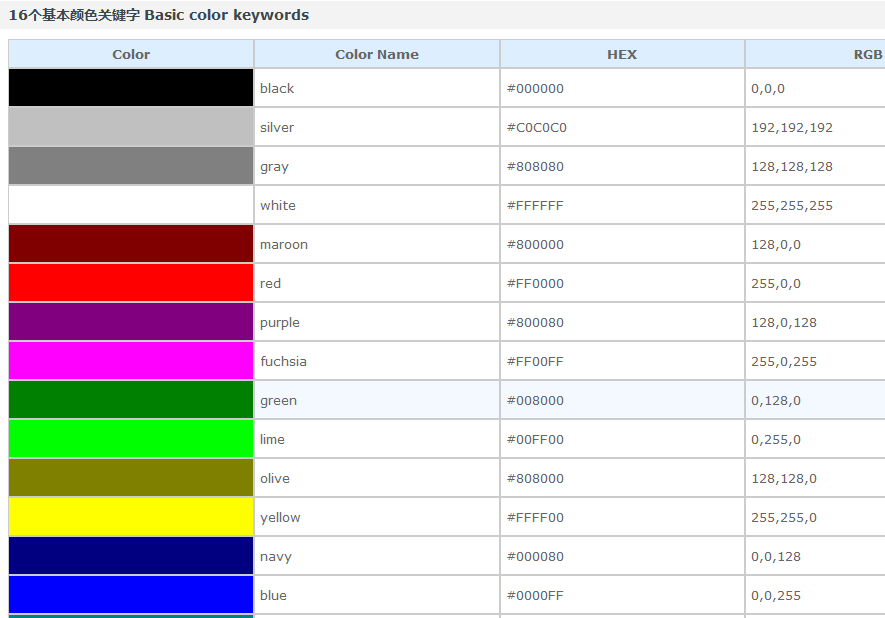 16个基本颜色关键字 Basic color keywords
Color Color Name HEX RGB
black #000000 0,0,0
silver #C0C0C0 192,192,192
gray #808080 128,128,128
white #FFFFFF 255,255,255
maroon #800000 128,0,0
red #FF0000 255,0,0
purple #800080 128,0,128
fuchsia #FF00FF 255,0,255
green #008000 0,128,0
lime #00FF00 0,255,0
olive #808000 128,128,0
yellow #FFFF00 255,255,0
navy #000080 0,0,128
blue #0000FF 0,0,255